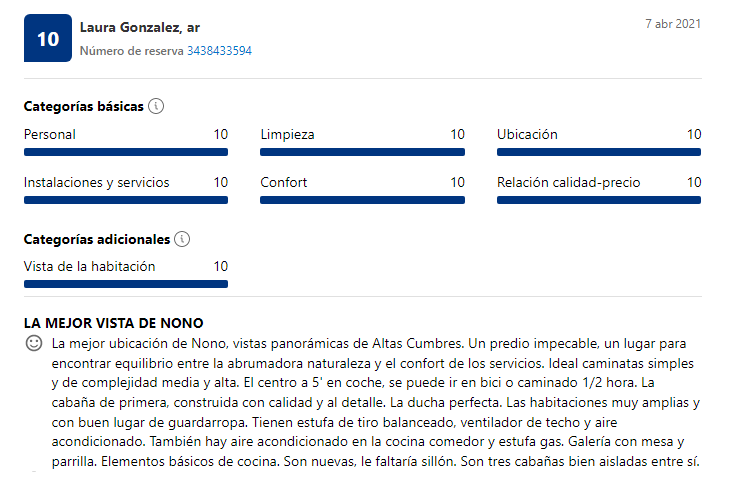 10
Laura Gonzalez, ar
7 abr 2021
Número de reserva 3438433594
Categorías básicas
Personal 10
Limpieza 10
Ubicación 10
Instalaciones y servicios 10
Confort 10
Relación calidad-precio 10
Categorías adicionales
Vista de la habitación 10
LA MEJOR VISTA DE NONO
La mejor ubicación de Nono, vistas panorámicas de Altas Cumbres. Un predio impecable, un lugar para
encontrar equilibrio entre la abrumadora naturaleza y el confort de los servicios. Ideal caminatas simples
y de complejidad media y alta. El centro a 5' en coche, se puede ir en bici o caminado 1/2 hora. La
cabaña de primera, construida con calidad y al detalle. La ducha perfecta. Las habitaciones muy amplias y
con buen lugar de guardarropa. Tienen estufa de tiro balanceado, ventilador de techo y aire
acondicionado. También hay aire acondicionado en la cocina comedor y estufa gas. Galería con mesa y
parrilla. Elementos básicos de cocina. Son nuevas, le faltaría sillón. Son tres cabañas bien aisladas entre sí.